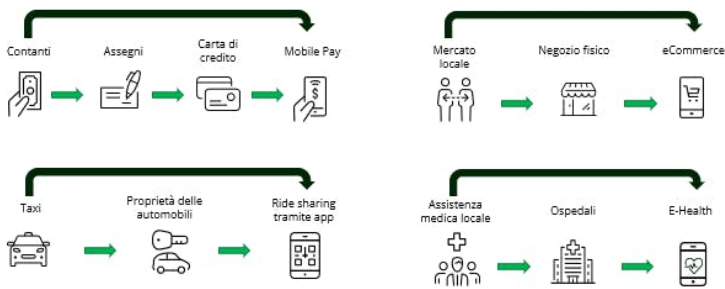 Contanti
Assegni
Carta di
credito
Mobile Pay
$
Mercato
locale
Negozio fisico
eCommerce
Taxi
Proprietà delle
automobili
Ride sharing
tramite app
Assistenza
medica locale
Ospedali
E-Health